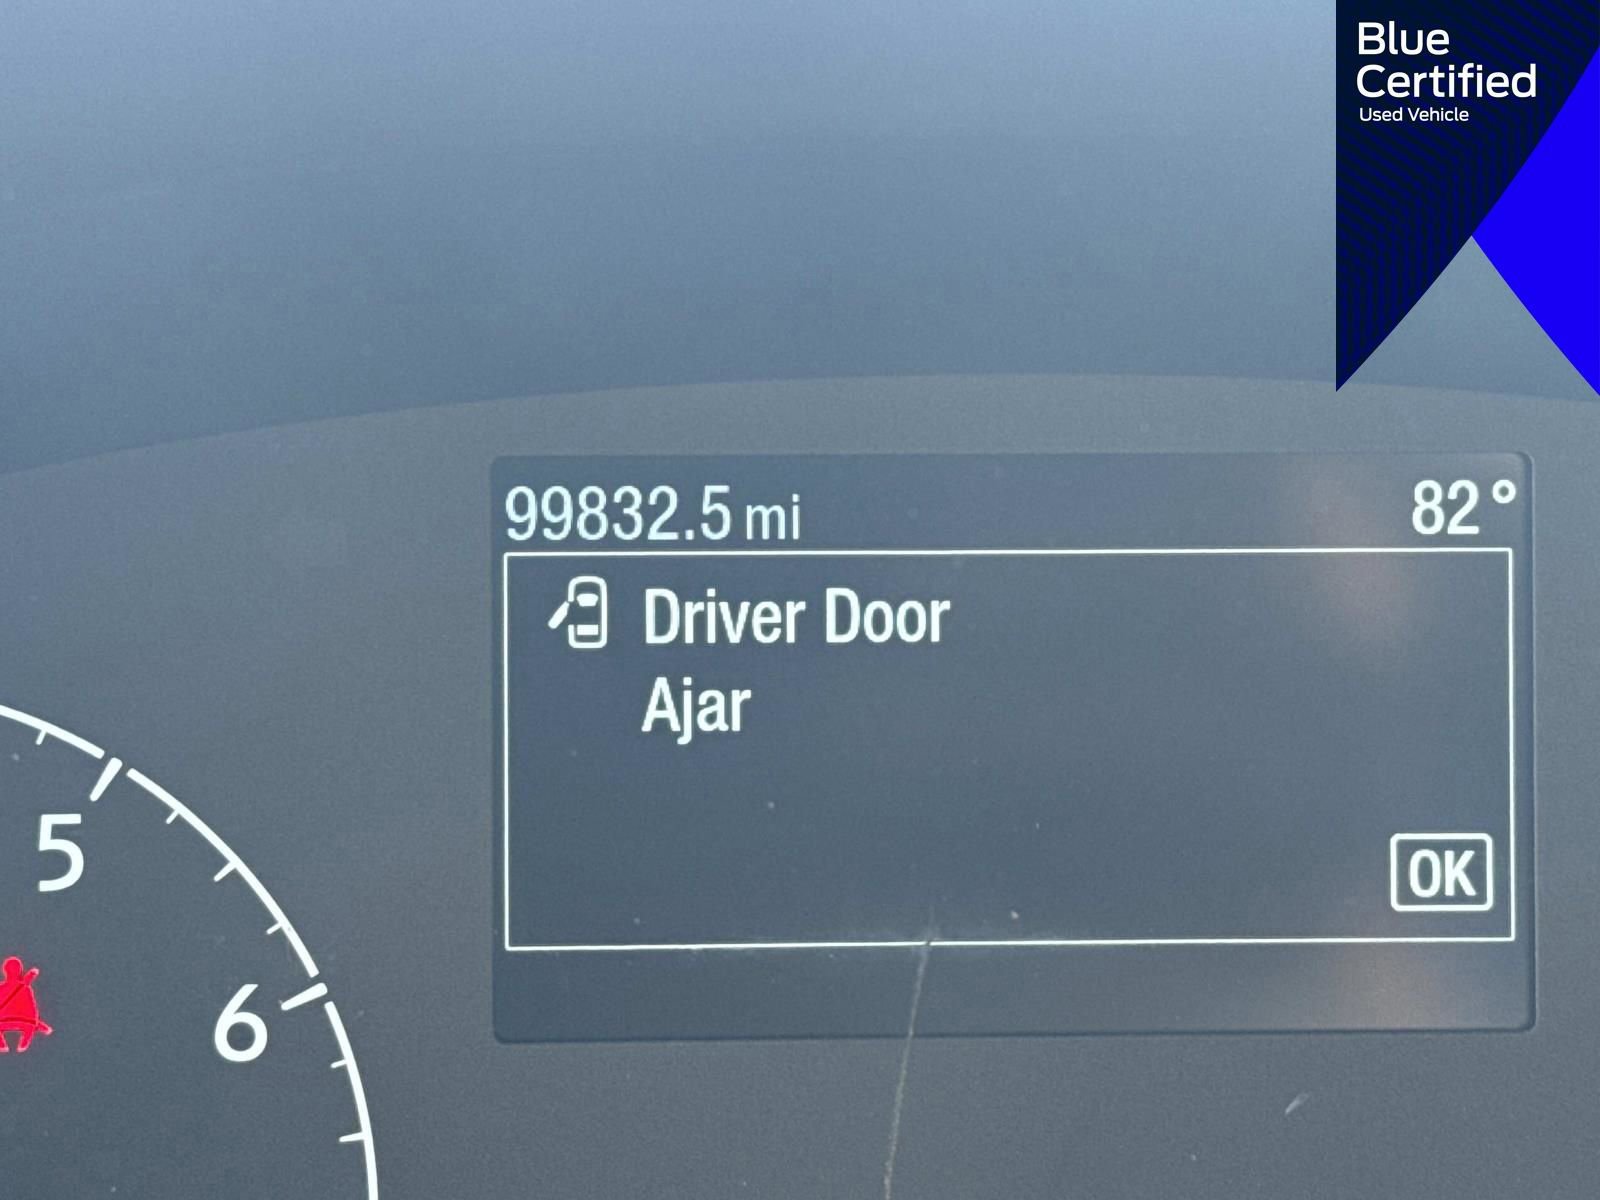 Blue
Certified
Used Vehicle
99832.5 mi 82°
Driver Door
Ajar
OK
5
6